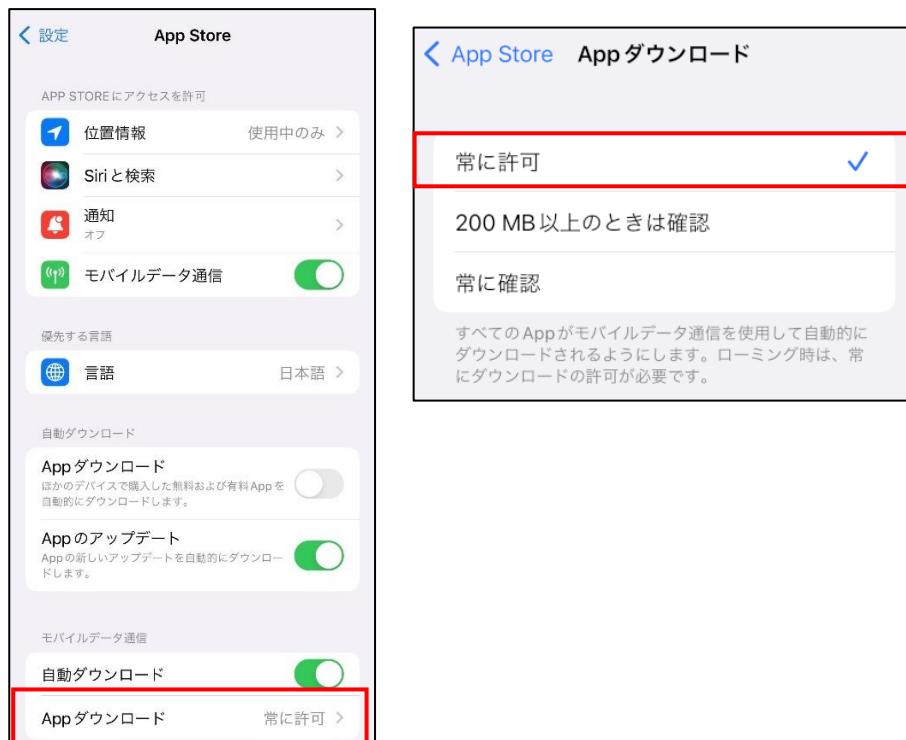 設定 App Store
APP STOREにアクセスを許可
位置情報 使用中のみ
Siriと検索
通知
オフ
モバイルデータ通信
優先する言語
言語 日本語
自動ダウンロード
Appダウンロード
ほかのデバイスで購入した無料および有料Appを
自動的にダウンロードします。
Appのアップデート
Appの新しいアップデートを自動的にダウンロー
ドします。
モバイルデータ通信
自動ダウンロード
Appダウンロード 常に許可
App Store Appダウンロード
常に許可
200 MB以上のときは確認
常に確認
すべてのAppがモバイルデータ通信を使用して自動的に
ダウンロードされるようにします。ローミング時は、常
にダウンロードの許可が必要です。